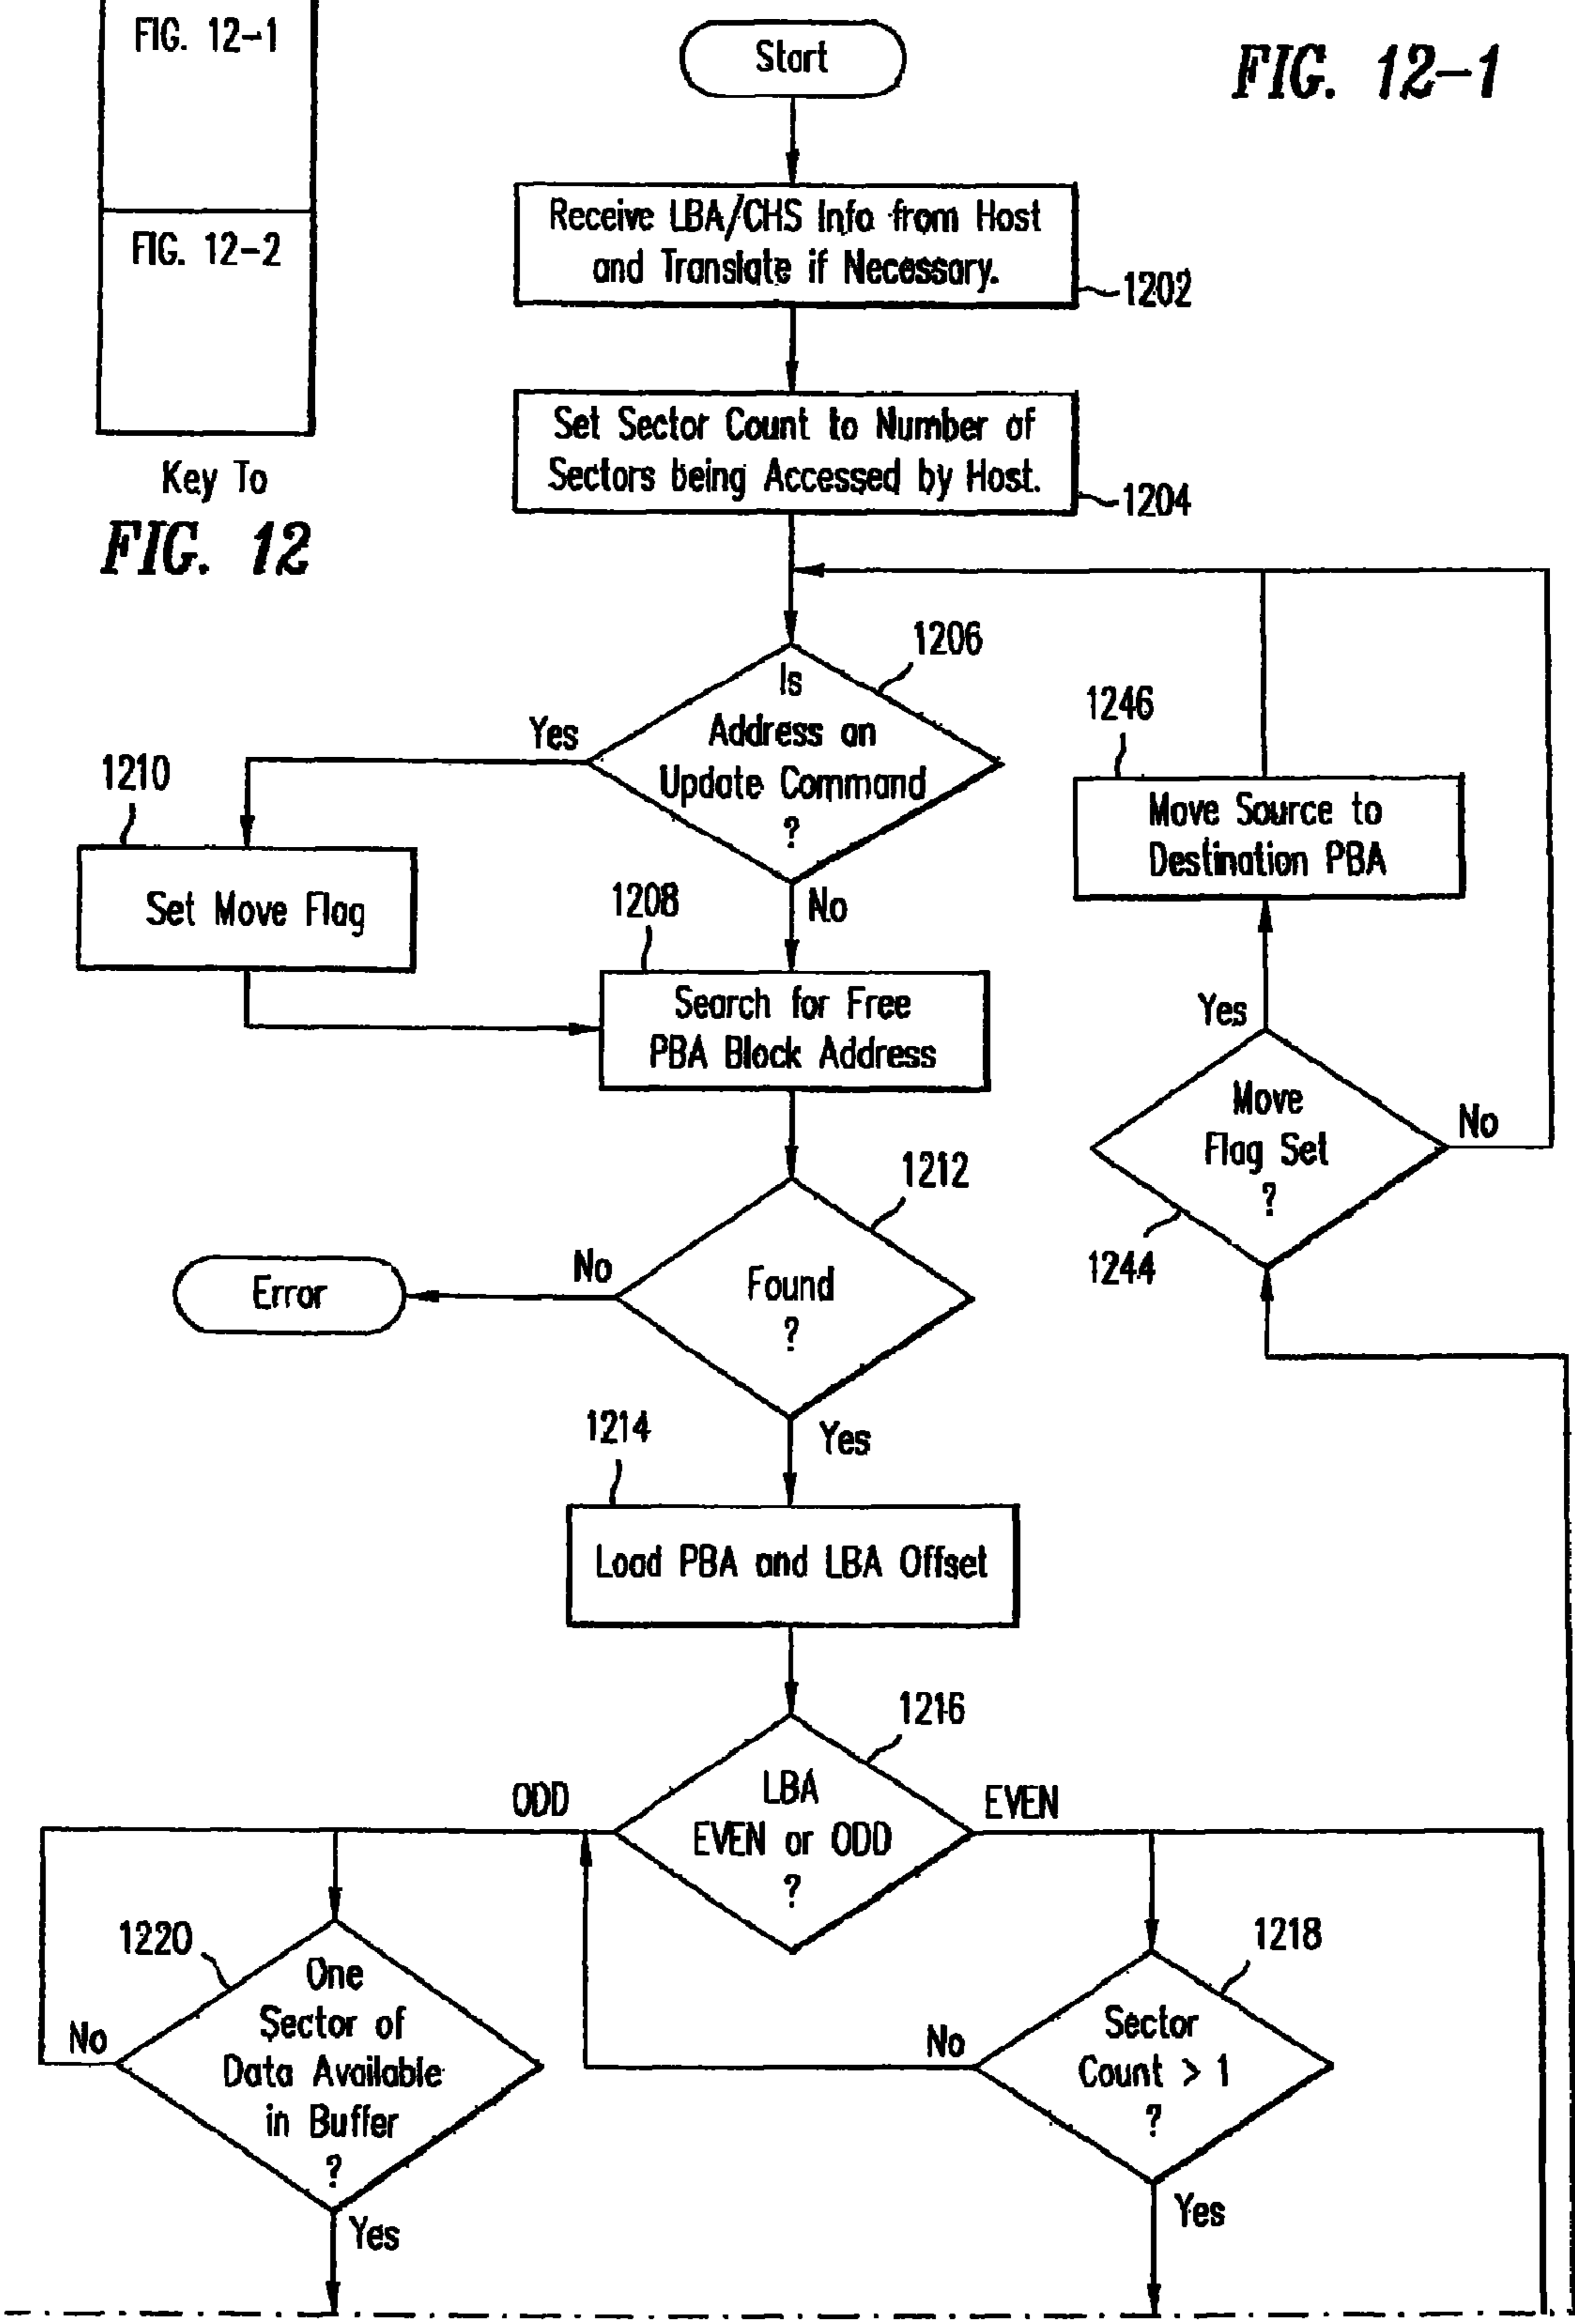 FIG. 12-1
FIG. 12-2
Key To
FIG. 12
FIG. 12-1
Start
Receive LBA/CHS Info from Host
and Translate if Necessary.
1202
Set Sector Count to Number of
Sectors being Accessed by Host.
1204
1206
Is
Address an
Update Command
?
Yes
No
1210
Set Move Flag
1208
Search for Free
PBA Block Address
1246
Move Source to
Destination PBA
Yes
Move
Flag Set
?
No
1244
1212
Found
?
No
Error
Yes
1214
Load PBA and LBA Offset
1216
LBA
EVEN or ODD
?
ODD
EVEN
1220
One
Sector of
Data Available
in Buffer
?
No
Yes
1218
Sector
Count > 1
?
No
Yes